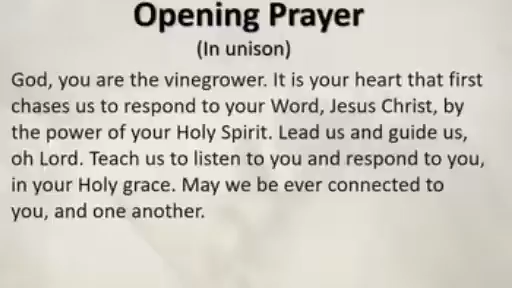 Opening Prayer
(In unison)
God, you are the vinegrower. It is your heart that first
chases us to respond to your Word, Jesus Christ, by
the power of your Holy Spirit. Lead us and guide us,
oh Lord. Teach us to listen to you and respond to you,
in your Holy grace. May we be ever connected to
you, and one another.